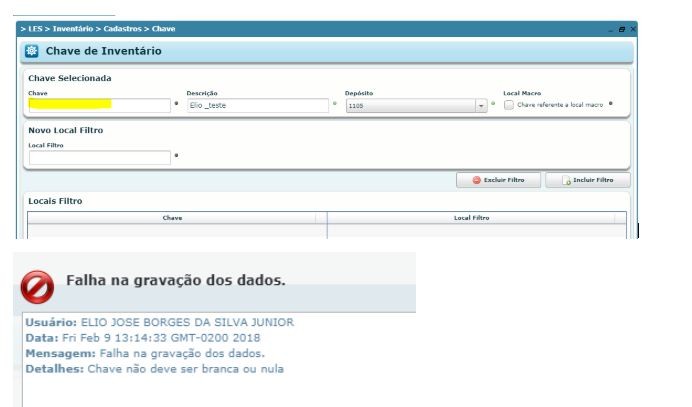 > LES > Inventário > Cadastros > Chave
Chave de Inventário
Chave Selecionada
Chave Descrição Depósito Local Macro
Elio _teste 1105 Chave referente a local macro
Novo Local Filtro
Local Filtro
Excluir Filtro Incluir Filtro
Locais Filtro
Chave Local Filtro
Falha na gravação dos dados.
Usuário: ELIO JOSE BORGES DA SILVA JUNIOR
Data: Fri Feb 9 13:14:33 GMT-0200 2018
Mensagem: Falha na gravação dos dados.
Detalhes: Chave não deve ser branca ou nula